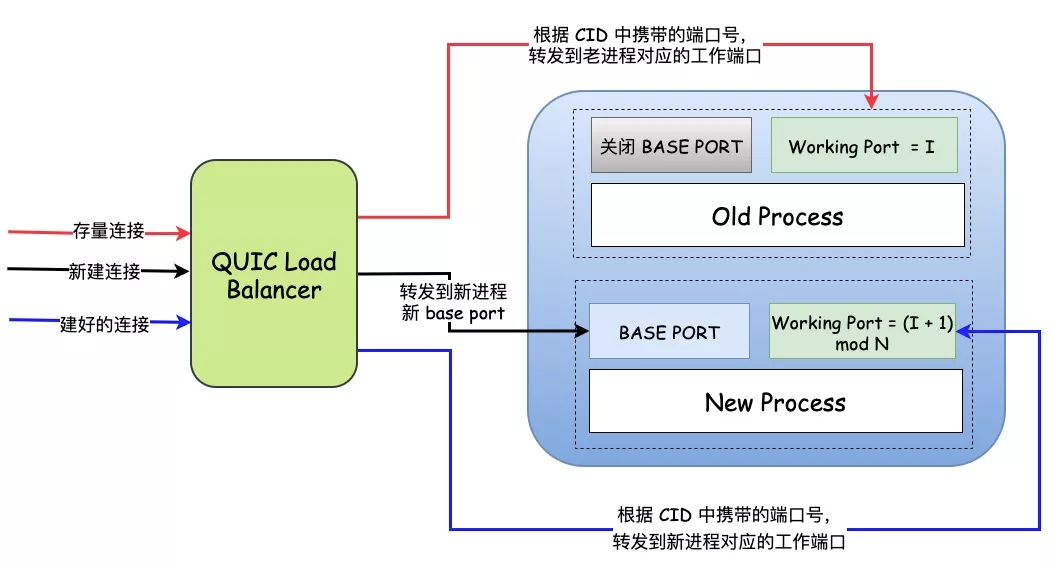 根据 CID 中携带的端口号，
转发到老进程对应的工作端口
关闭 BASE PORT
Working Port = I
Old Process
存量连接
新建连接
建好的连接
QUIC Load
Balancer
转发到新进程
新 base port
BASE PORT
Working Port = (I + 1)
mod N
New Process
根据 CID 中携带的端口号，
转发到新进程对应的工作端口